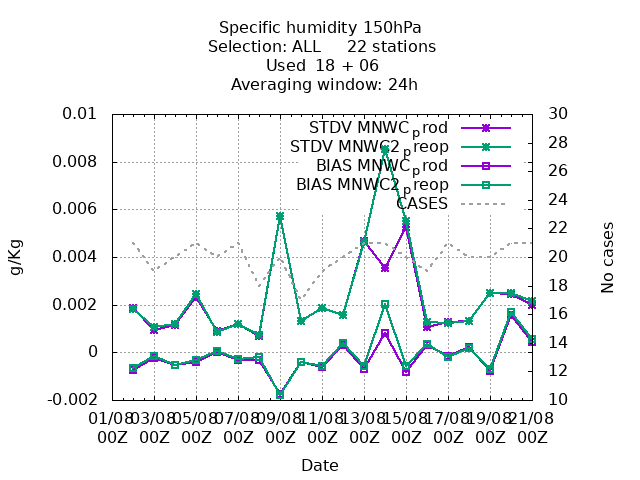 Specific humidity 150hPa
Selection: ALL 22 stations
Used 18 + 06
Averaging window: 24h
0.01
0.008
0.006
0.004
0.002
0
-0.002
g/Kg
30
28
26
24
22
20
18
16
14
12
10
No cases
STDV MNWCprod
STDV MNWC2preop
BIAS MNWCprod
BIAS MNWC2preop
CASES
01/08 03/08 05/08 07/08 09/08 11/08 13/08 15/08 17/08 19/08 21/08
00Z 00Z 00Z 00Z 00Z 00Z 00Z 00Z 00Z 00Z 00Z
Date